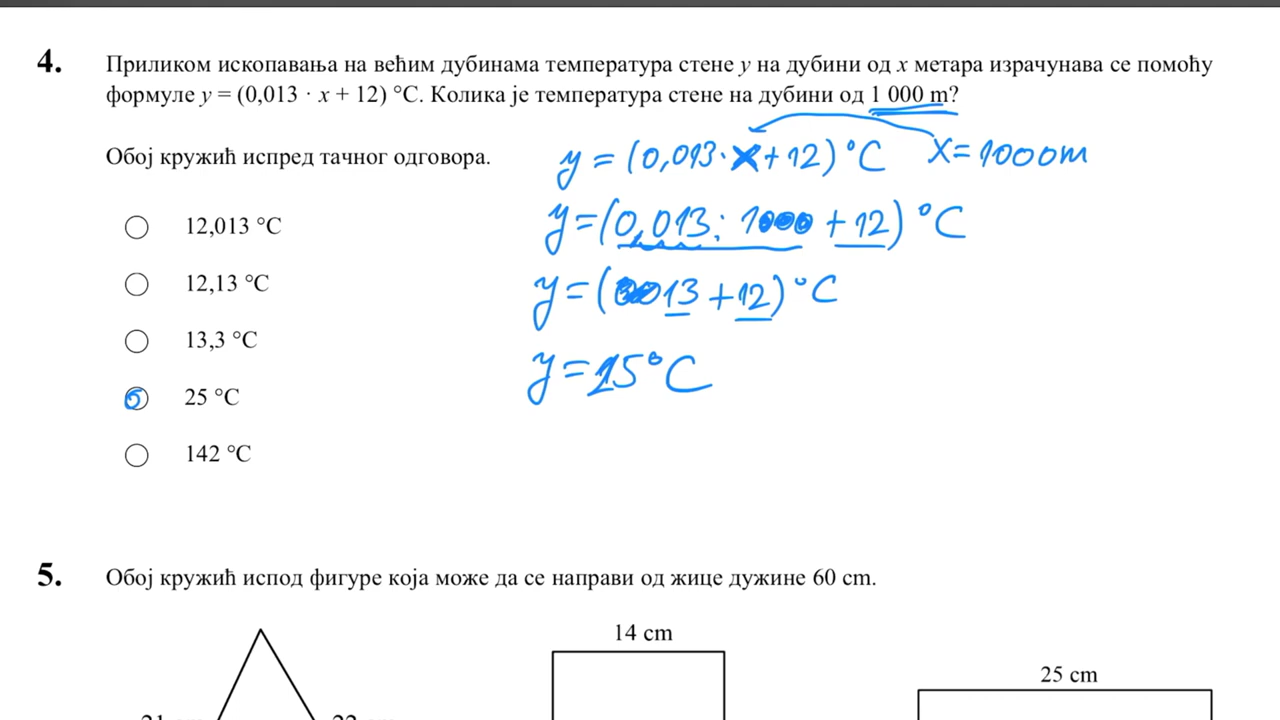 4. Приликом ископавања на већим дубинама температура стене y на дубини од x метара израчунава се помоћу
формуле y = (0,013 · x + 12) °C. Колика је температура стене на дубини од 1 000 m?
Обој кружић испред тачног одговора.
y = (0,013 · x + 12) °C x = 1000m
y = (0,013 · 1000 + 12) °C
y = (13 + 12) °C
y = 25 °C
12,013 °C
12,13 °C
13,3 °C
25 °C
142 °C
5. Обој кружић испод фигуре која може да се направи од жице дужине 60 cm.
14 cm
25 cm